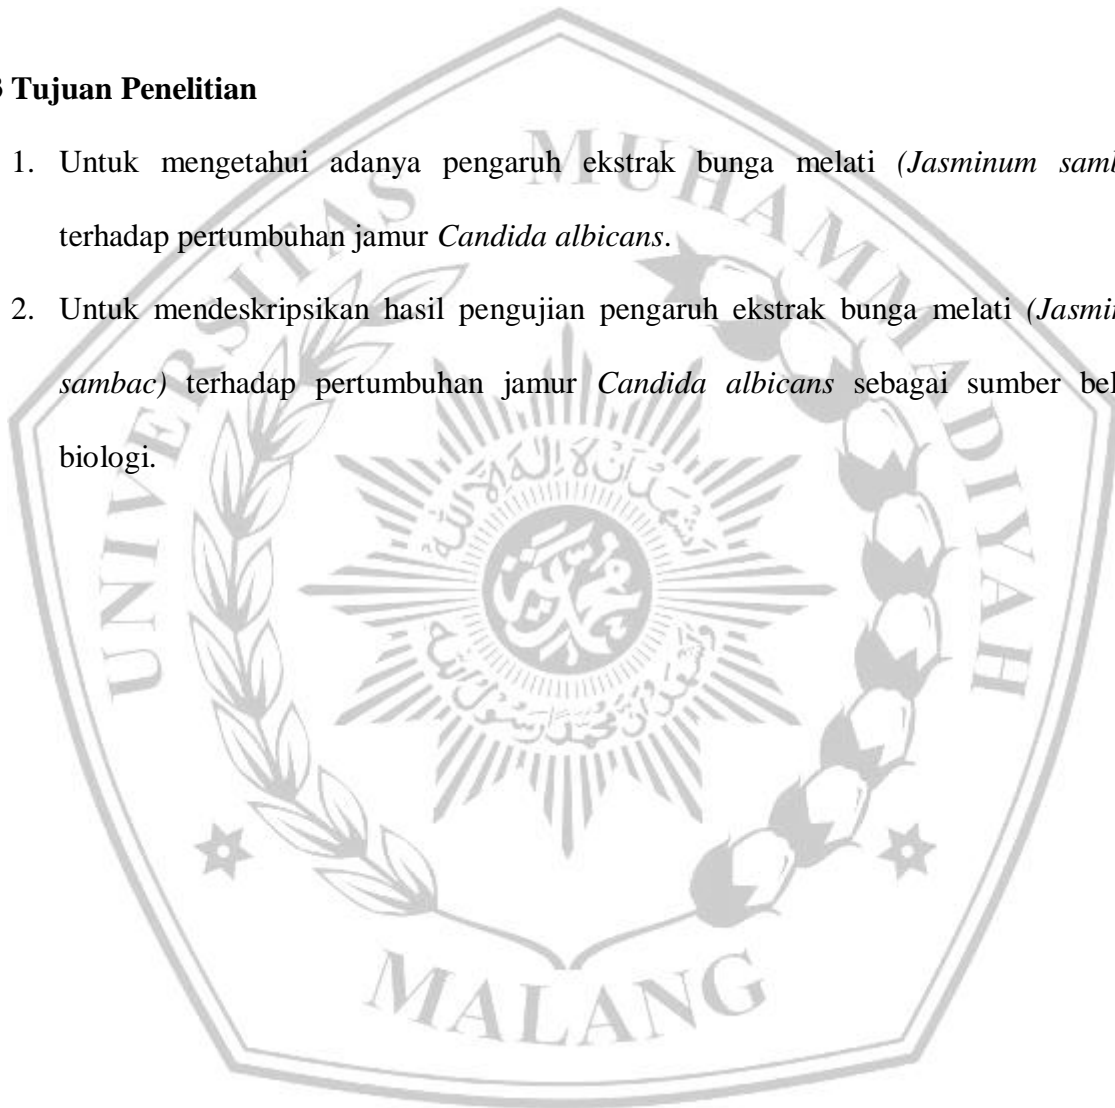 3 Tujuan Penelitian
1. Untuk mengetahui adanya pengaruh ekstrak bunga melati (Jasminum samb
terhadap pertumbuhan jamur Candida albicans.
2. Untuk mendeskripsikan hasil pengujian pengaruh ekstrak bunga melati (Jasmin
sambac) terhadap pertumbuhan jamur Candida albicans sebagai sumber bel
biologi.
UNIVERSITAS MUHAMMADIYAH
MALANG